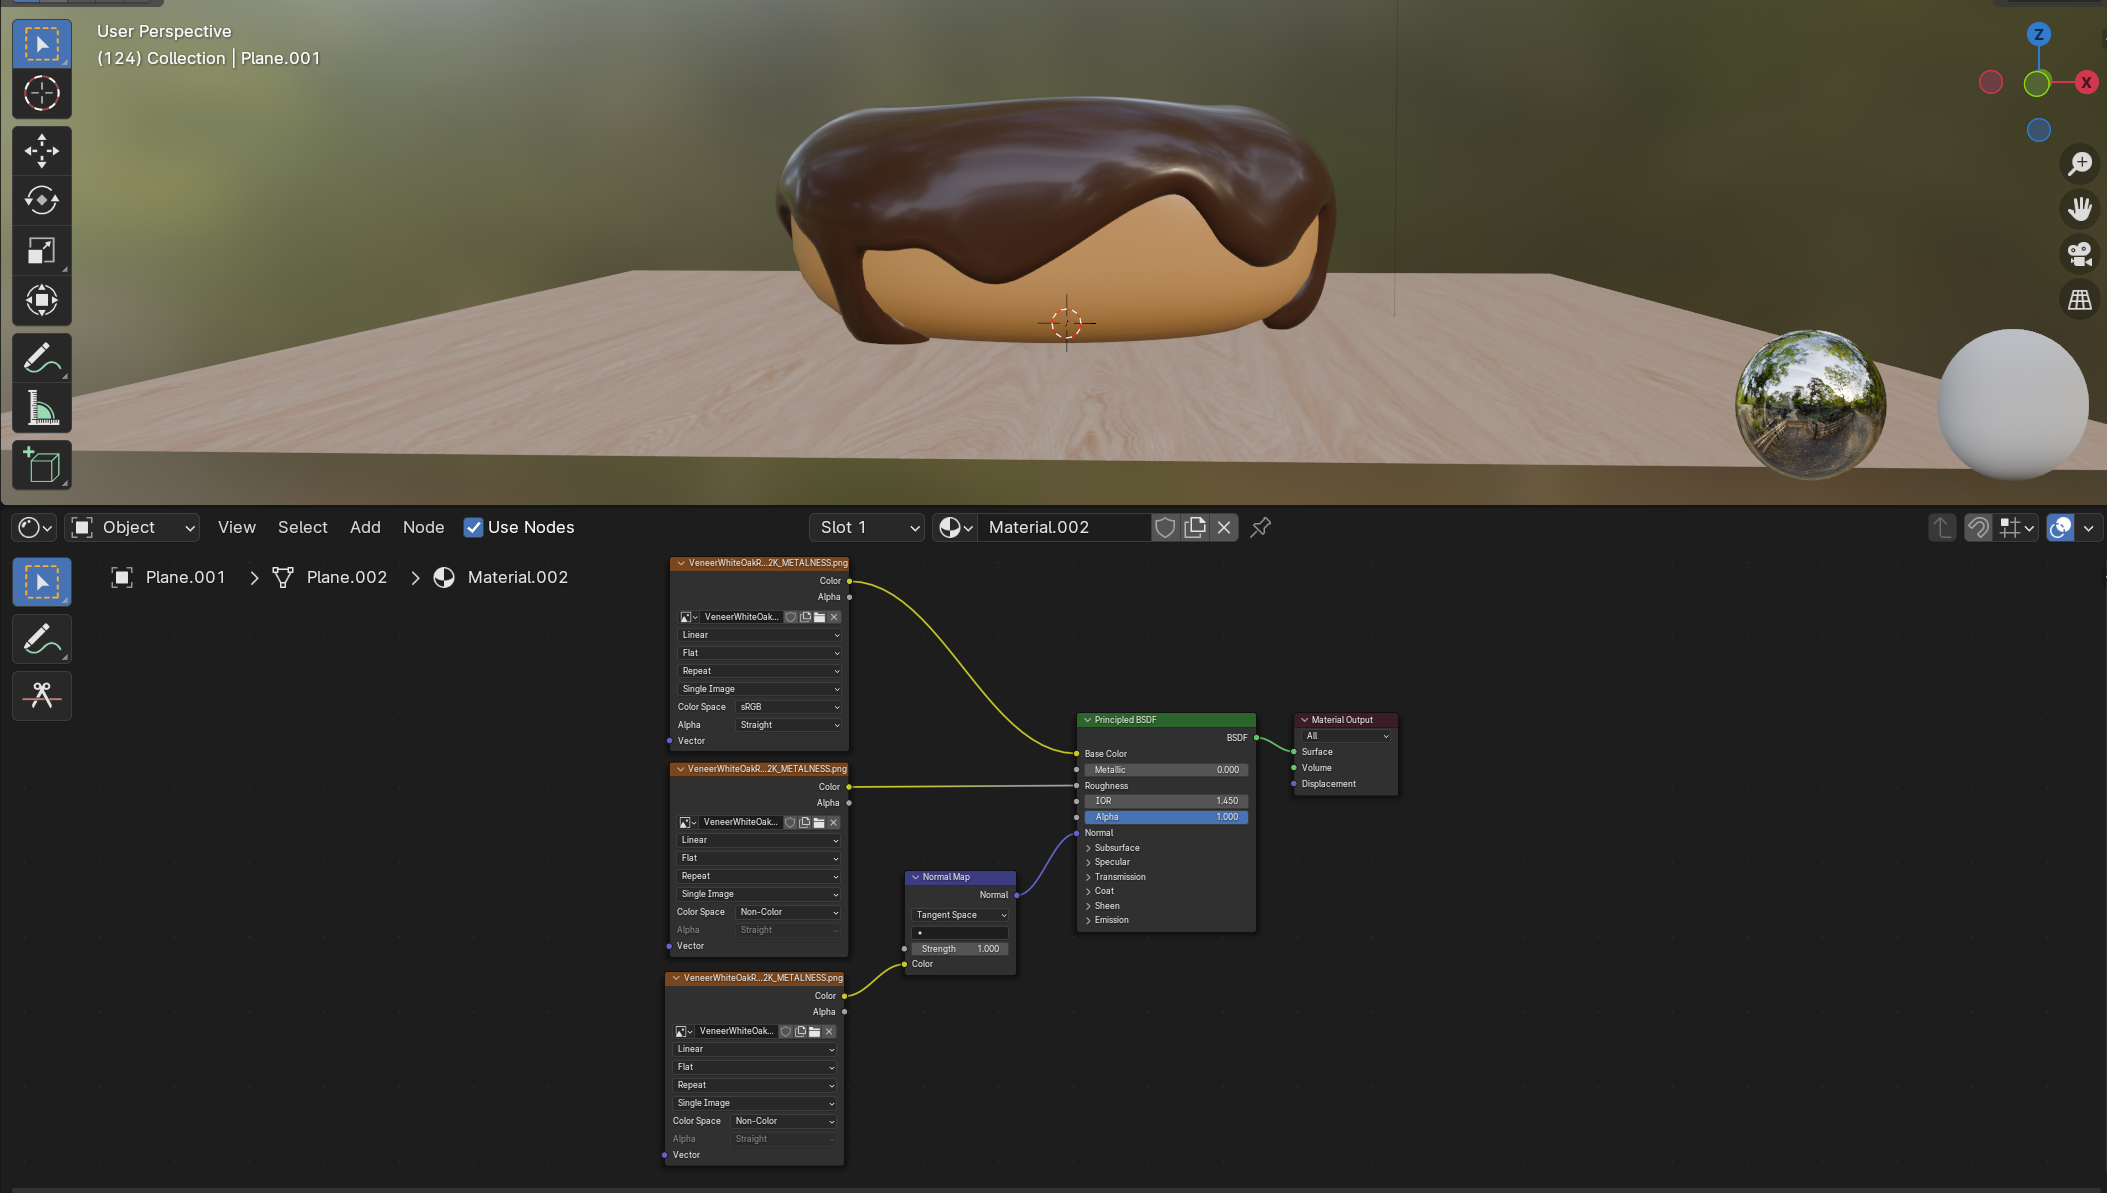 User Perspective
(124) Collection | Plane.001
Z
X
Object
View
Select
Add
Node
Use Nodes
Slot 1
Material.002
Plane.001 > Plane.002 > Material.002
VeneerWhiteOakR...2K_METALNESS.png
Color
Alpha
VeneerWhiteOak...
Linear
Flat
Repeat
Single Image
Color Space sRGB
Alpha Straight
Vector
VeneerWhiteOakR...2K_METALNESS.png
Color
Alpha
VeneerWhiteOak...
Linear
Flat
Repeat
Single Image
Color Space Non-Color
Alpha Straight
Vector
VeneerWhiteOakR...2K_METALNESS.png
Color
Alpha
VeneerWhiteOak...
Linear
Flat
Repeat
Single Image
Color Space Non-Color
Alpha Straight
Vector
Normal Map
Normal
Tangent Space
Strength 1.000
Color
Principled BSDF
BSDF
Base Color
Metallic 0.000
Roughness
IOR 1.450
Alpha 1.000
Normal
Subsurface
Specular
Transmission
Coat
Sheen
Emission
Material Output
All
Surface
Volume
Displacement